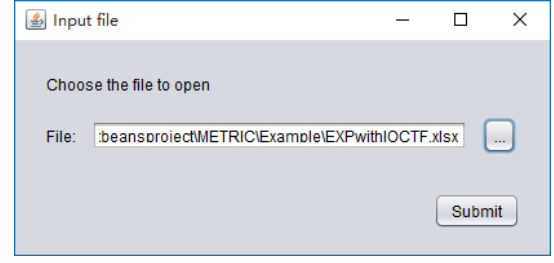 Input file
Choose the file to open
File: :beansproject\METRIC\Example\EXPwithIOCTF.xlsx ...
Submit